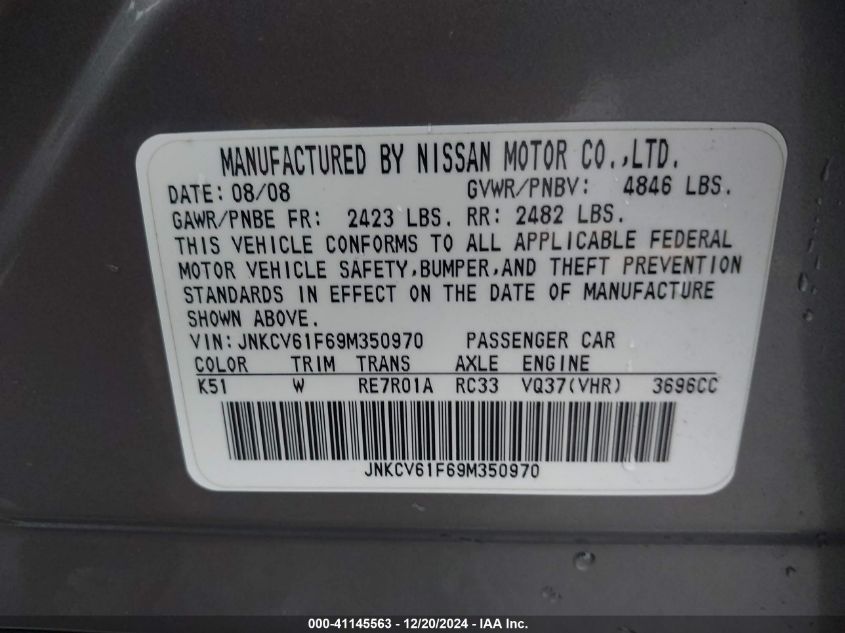 MANUFACTURED BY NISSAN MOTOR CO.,LTD.
DATE: 08/08 GVWR/PNBV: 4846 LBS.
GAWR/PNBE FR: 2423 LBS. RR: 2482 LBS.
THIS VEHICLE CONFORMS TO ALL APPLICABLE FEDERAL
MOTOR VEHICLE SAFETY,BUMPER,AND THEFT PREVENTION
STANDARDS IN EFFECT ON THE DATE OF MANUFACTURE
SHOWN ABOVE.
VIN: JNKCV61F69M350970 PASSENGER CAR
COLOR TRIM TRANS AXLE ENGINE
K51 W RE7R01A RC33 VQ37(VHR) 3696CC
JNKCV61F69M350970
000-41145563 - 12/20/2024 - IAA Inc.